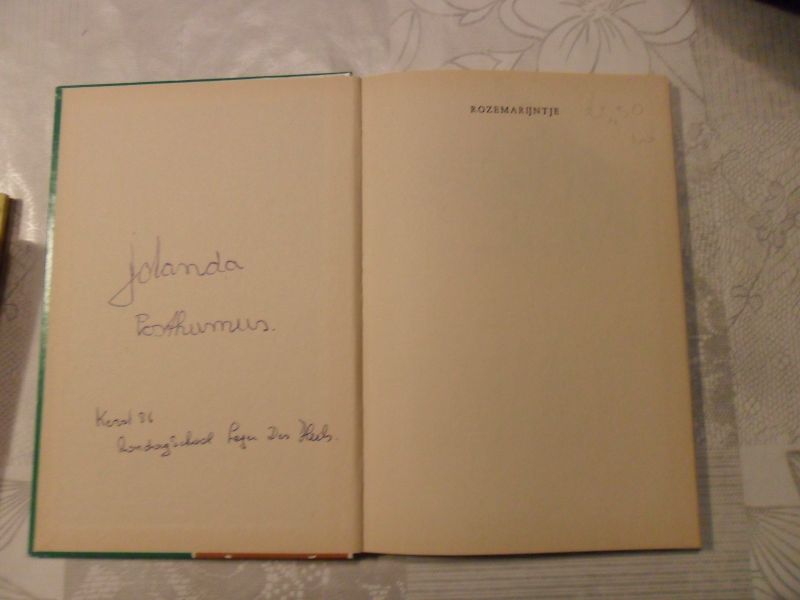 Jolanda
Posthumus.
Kerst 86
Zondagschool Leger Des Heils.
ROZEMARIJNTJE